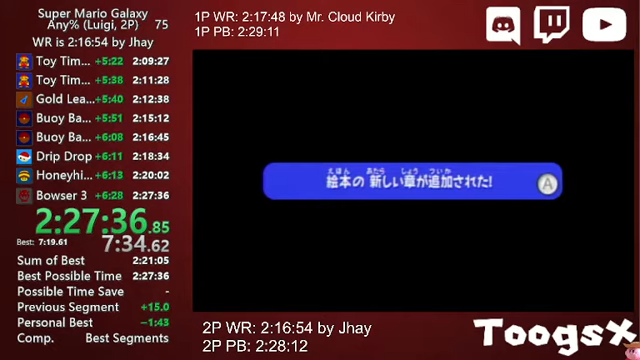 Super Mario Galaxy
Any% (Luigi, 2P) 75
WR is 2:16:54 by Jhay
Toy Tim... +5:22 2:09:27
Toy Tim... +5:38 2:11:28
Gold Lea... +5:40 2:12:38
Buoy Ba... +5:51 2:15:12
Buoy Ba... +6:08 2:16:45
Drip Drop +6:11 2:18:34
Honeyhi... +6:13 2:20:02
Bowser 3 +6:28 2:27:36
2:27:36.85
Best: 7:19.61 7:34.62
Sum of Best 2:21:05
Best Possible Time 2:27:36
Possible Time Save -
Previous Segment +15.0
Personal Best −1:43
Comp. Best Segments
1P WR: 2:17:48 by Mr. Cloud Kirby
1P PB: 2:29:11
えほん あたら しょう ついか
絵本の 新しい章が追加された! A
2P WR: 2:16:54 by Jhay
2P PB: 2:28:12
ToogsX